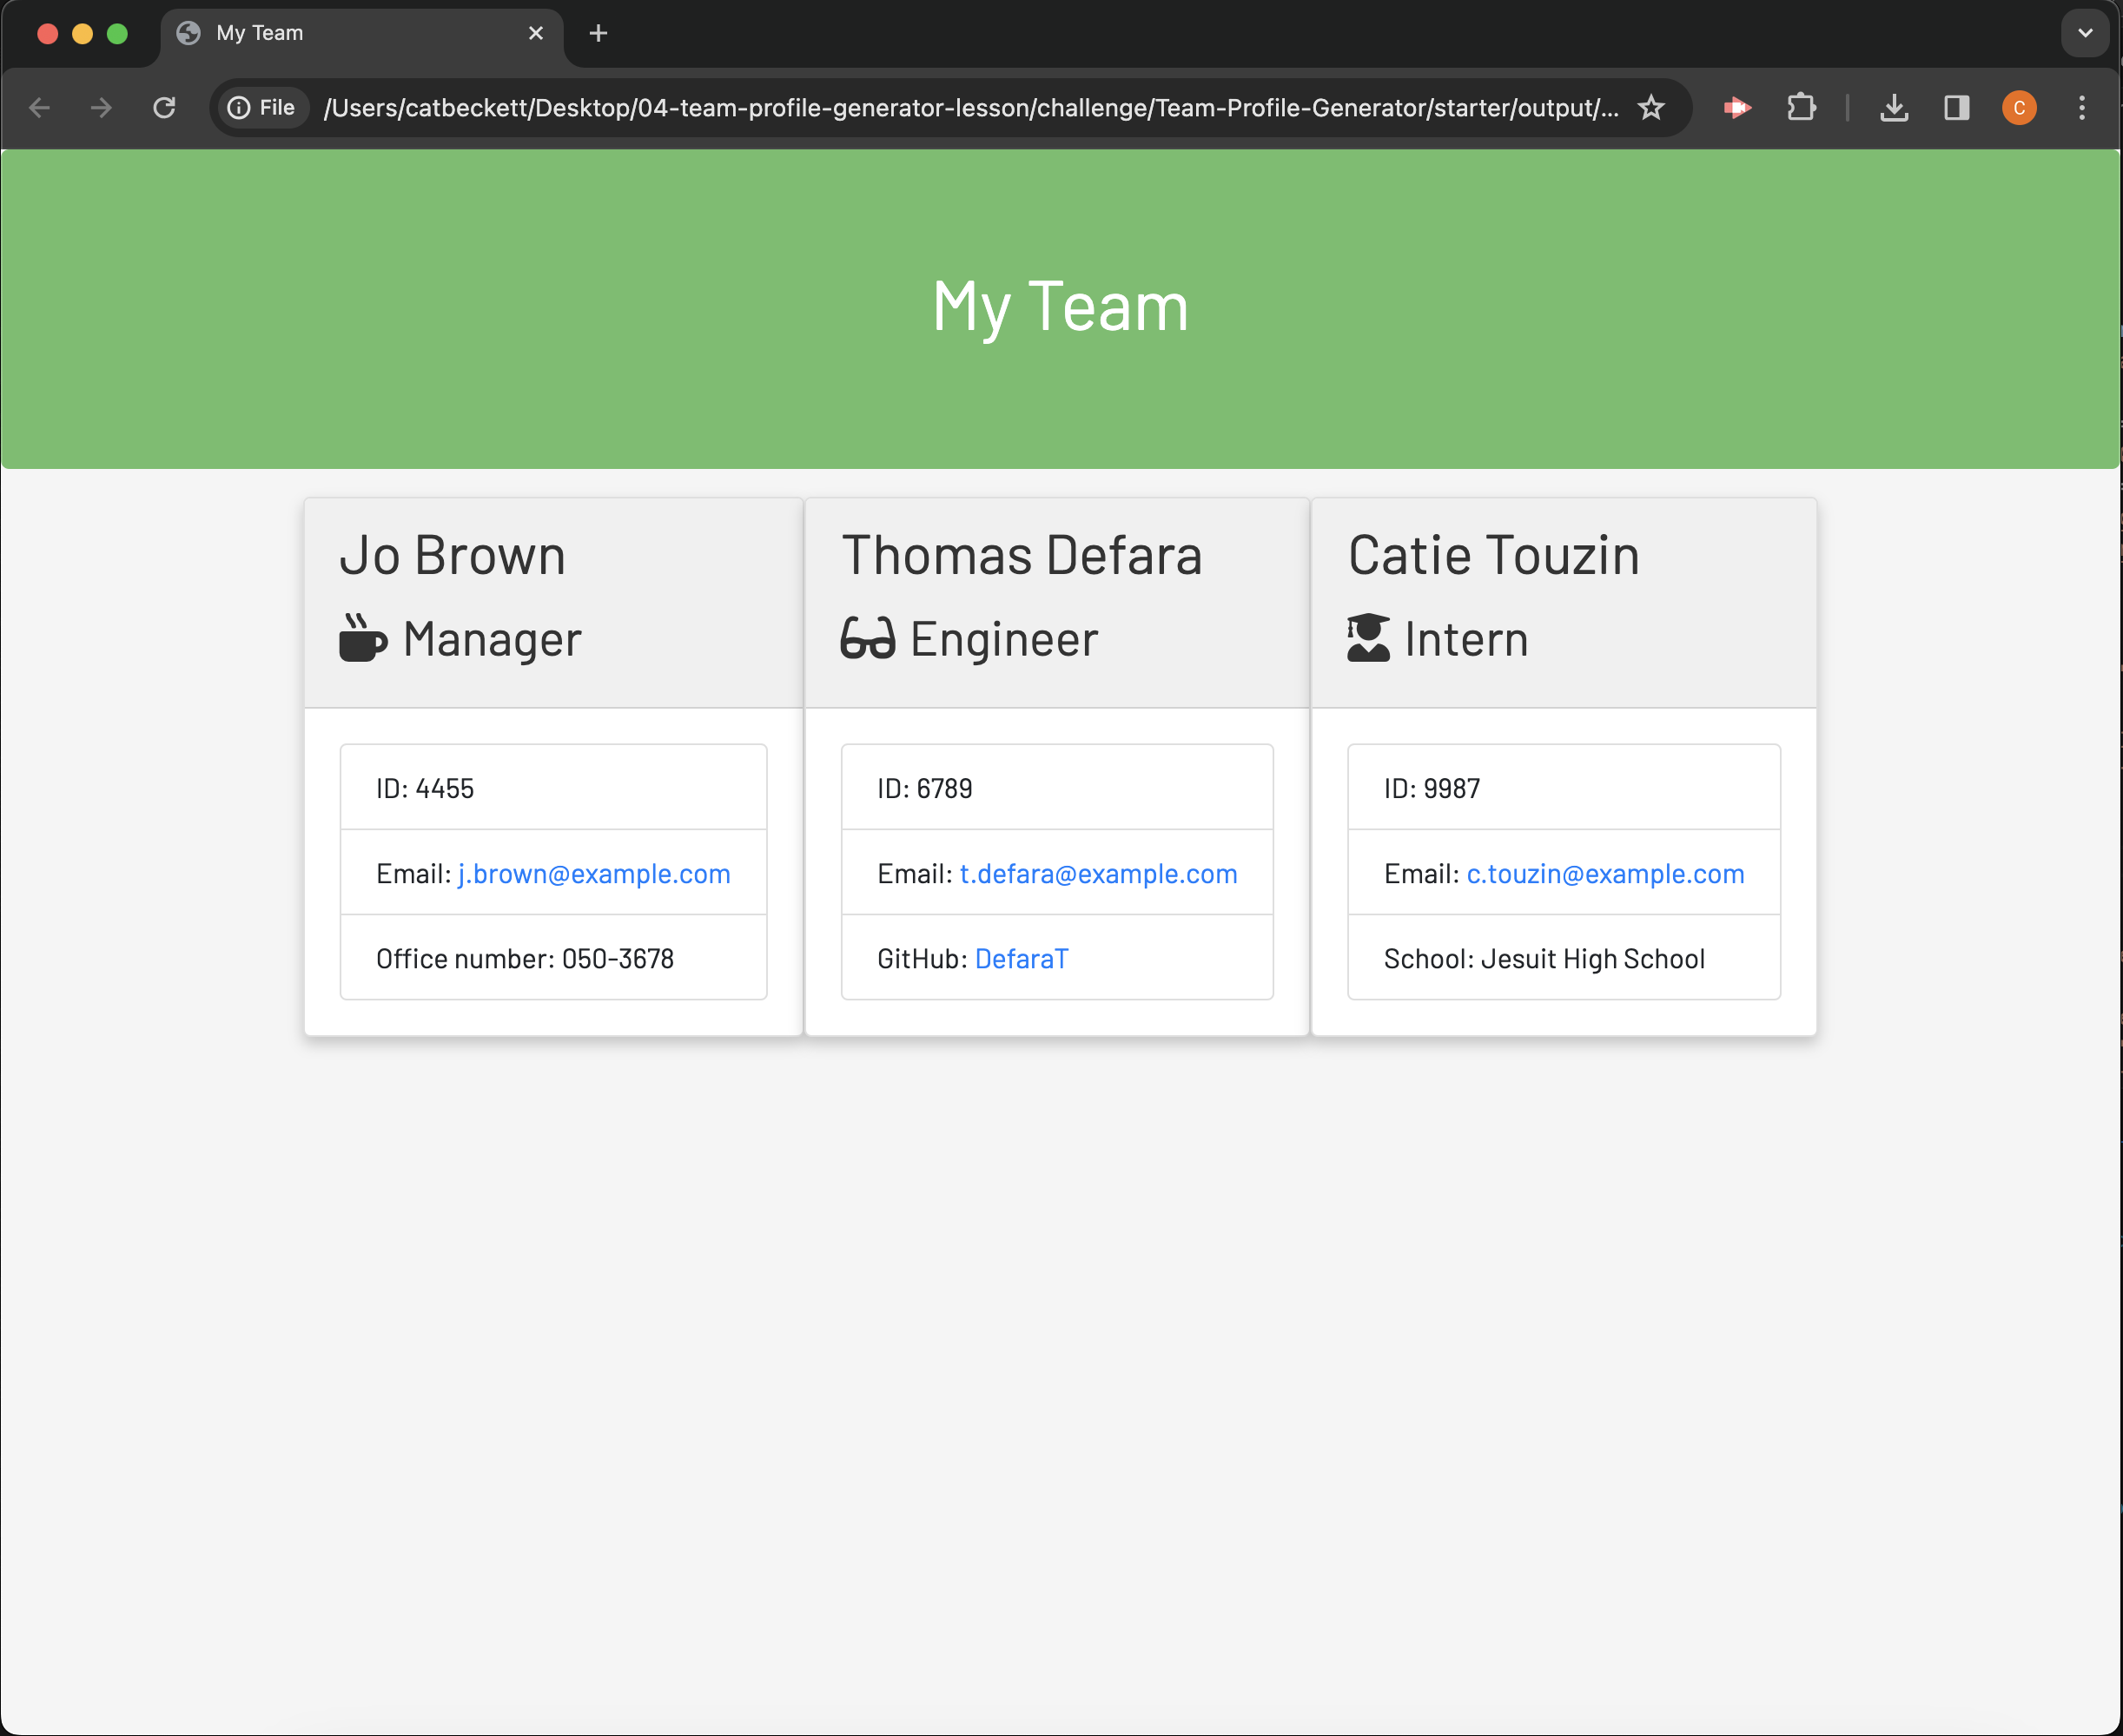 My Team
File /Users/catbeckett/Desktop/04-team-profile-generator-lesson/challenge/Team-Profile-Generator/starter/output/...
C
My Team
Jo Brown
Manager
ID: 4455
Email: j.brown@example.com
Office number: 050-3678
Thomas Defara
Engineer
ID: 6789
Email: t.defara@example.com
GitHub: DefaraT
Catie Touzin
Intern
ID: 9987
Email: c.touzin@example.com
School: Jesuit High School